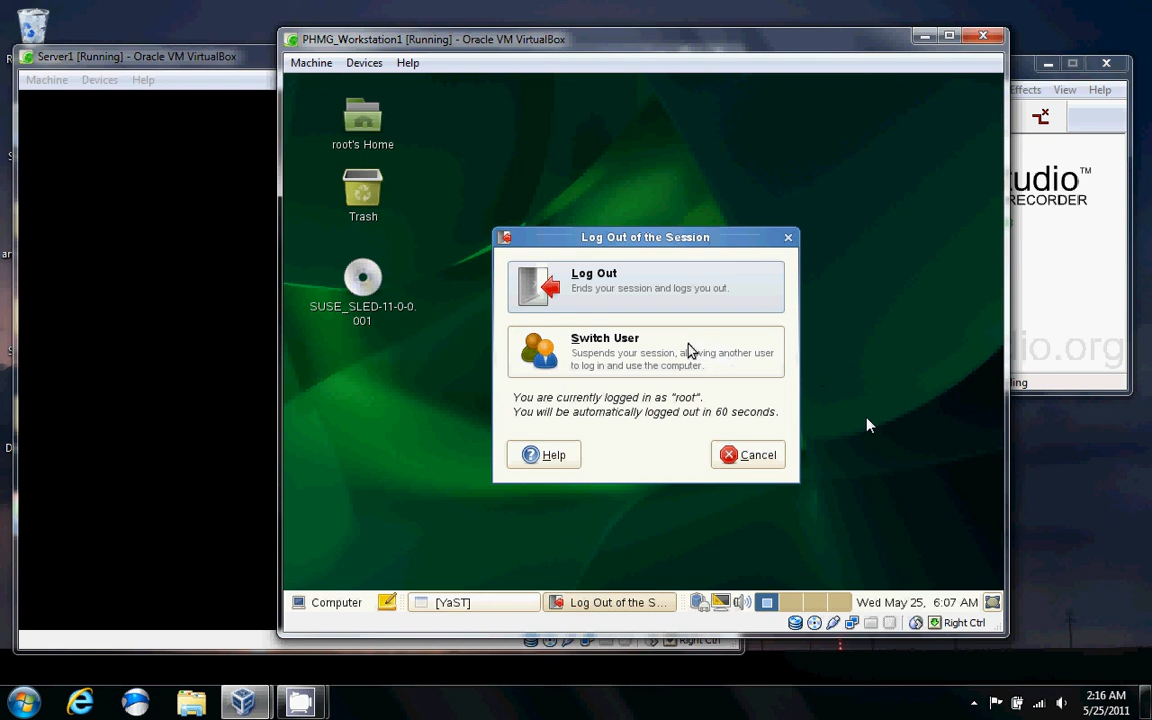 PHMG_Workstation1 [Running] - Oracle VM VirtualBox
Server1 [Running] - Oracle VM VirtualBox
Machine Devices Help
Machine Devices Help
Effects View Help
root's Home
Trash
SUSE_SLED-11-0-0.
001
udio™
RECORDER
io.org
Log Out of the Session
Log Out
Ends your session and logs you out.
Switch User
Suspends your session, allowing another user
to log in and use the computer.
You are currently logged in as "root".
You will be automatically logged out in 60 seconds.
Help
Cancel
Computer
[YaST]
Log Out of the S...
Wed May 25, 6:07 AM
Right Ctrl
Right Ctrl
2:16 AM
5/25/2011